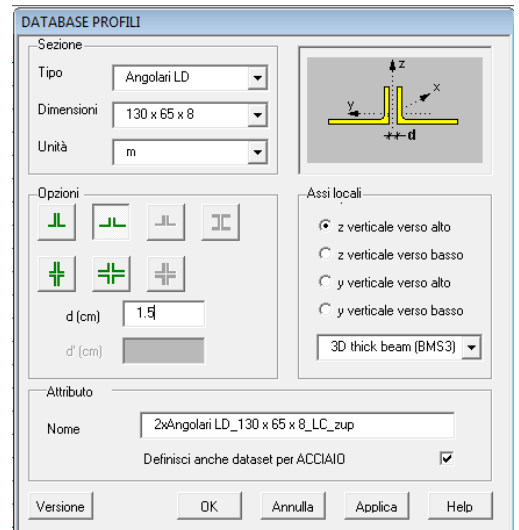 DATABASE PROFILI
Sezione
Tipo Angolari LD
Dimensioni 130 x 65 x 8
Unità m
z
x
y
d
Opzioni
d (cm) 1.5
d' (cm)
Assi locali
z verticale verso alto
z verticale verso basso
y verticale verso alto
y verticale verso basso
3D thick beam (BMS3)
Attributo
Nome 2xAngolari LD_130 x 65 x 8_LC_zup
Definisci anche dataset per ACCIAIO
Versione OK Annulla Applica Help